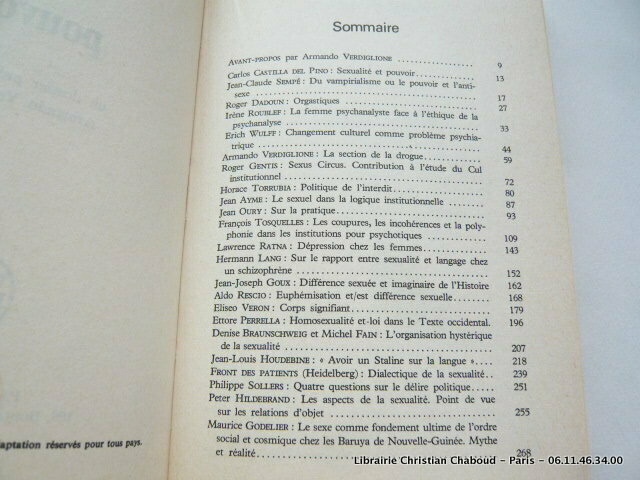 Sommaire
AVANT-PROPOS par Armando VERDIGLIONE .................. 9
Carlos CASTILLA DEL PINO : Sexualité et pouvoir .............. 13
Jean-Claude SEMPÉ : Du vampirialisme ou le pouvoir et l'anti-
sexe .................. 17
Roger DADOUN : Orgastiques .................. 27
Irène ROUBLEF : La femme psychanalyste face à l'éthique de la
psychanalyse .................. 33
Erich WULFF : Changement culturel comme problème psychia-
trique .................. 44
Armando VERDIGLIONE : La section de la drogue .................. 59
Roger GENTIS : Sexus Circus. Contribution à l'étude du Cul
institutionnel .................. 72
Horace TORRUBIA : Politique de l'interdit .................. 80
Jean AYME : Le sexuel dans la logique institutionnelle ........ 87
Jean OURY : Sur la pratique .................. 93
François TOSQUELLES : Les coupures, les incohérences et la poly-
phonie dans les institutions pour psychotiques ............ 109
Lawrence RATNA : Dépression chez les femmes .............. 143
Hermann LANG : Sur le rapport entre sexualité et langage chez
un schizophrène .................. 152
Jean-Joseph GOUX : Différence sexuée et imaginaire de l'Histoire 162
Aldo RESCIO : Euphémisation et/est différence sexuelle ........ 168
Eliseo VERON : Corps signifiant .................. 179
Ettore PERRELLA : Homosexualité et-loi dans le Texte occidental. 196
Denise BRAUNSCHWEIG et Michel FAIN : L'organisation hystérique
de la sexualité .................. 207
Jean-Louis HOUDEBINE : « Avoir un Staline sur la langue » .... 218
FRONT DES PATIENTS (Heidelberg) : Dialectique de la sexualité.. 239
Philippe SOLLERS : Quatre questions sur le délire politique ..... 251
Peter HILDEBRAND : Les aspects de la sexualité. Point de
vue sur les relations d'objet .................. 255
Maurice GODELIER : Le sexe comme fondement ultime de l'ordre
social et cosmique chez les Baruya de Nouvelle-Guinée. Mythe
et réalité .................. 268
aptation réservés pour tous pays.
Librairie Christian Chaboud - Paris - 06.11.46.34.00